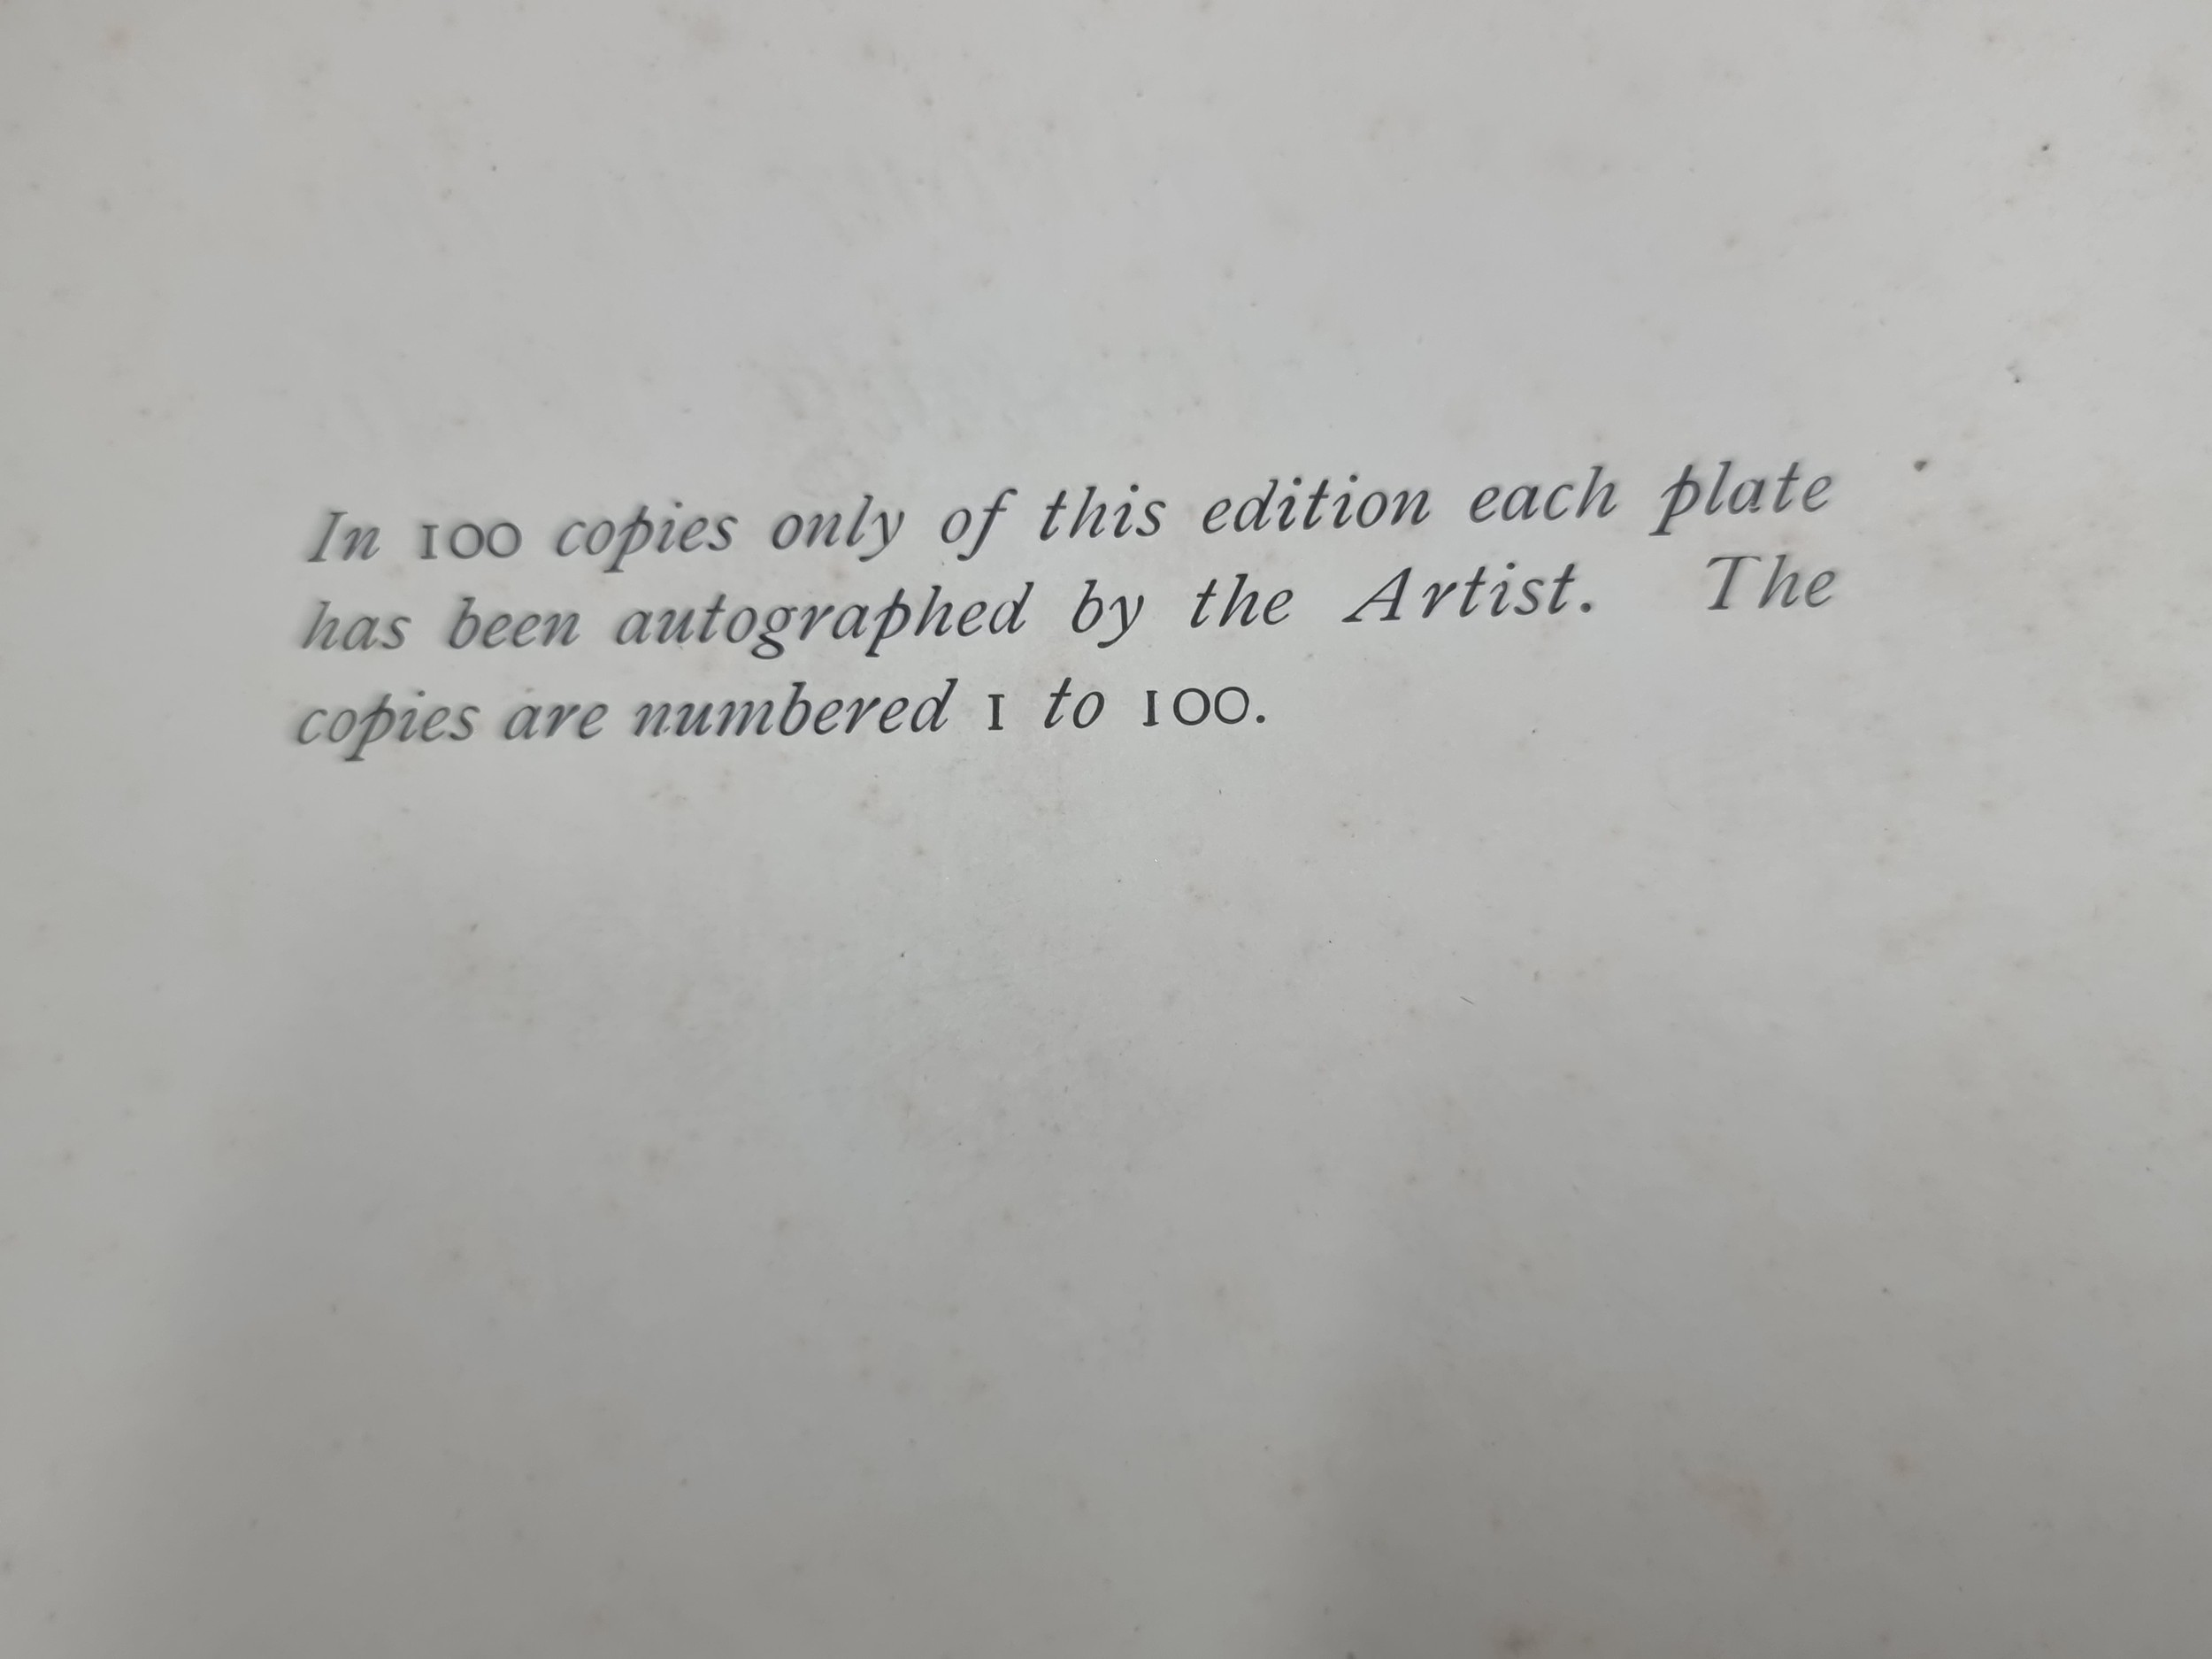 In 100 copies only of this edition each plate
has been autographed by the Artist. The
copies are numbered 1 to 100.